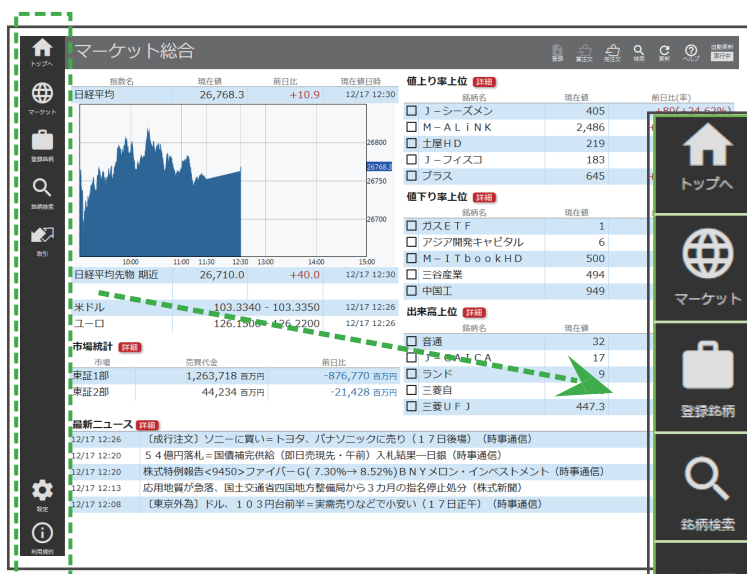 トップへ
マーケット
登録銘柄
銘柄検索
取引
設定
利用規約
マーケット総合
登録 買注文 売注文 検索 更新 ヘルプ 自動更新 実行中
指数名 現在値 前日比 現在値日時
日経平均 26,768.3 +10.9 12/17 12:30
26800
26768.3
26750
26700
10:00 11:00 11:30 12:30 13:00 14:00 15:00
日経平均先物 期近 26,710.0 +40.0 12/17 12:30
米ドル 103.3340 - 103.3350 12/17 12:26
ユーロ 126.1500 - 126.2200 12/17 12:26
市場統計 詳細
市場 売買代金 前日比
東証1部 1,263,718 百万円 -876,770 百万円
東証2部 44,234 百万円 -21,428 百万円
値上り率上位 詳細
銘柄名 現在値 前日比(率)
J−シーズメン 405 +80(+24.62%)
M−ALiNK 2,486
土屋HD 219
J−フイスコ 183
プラス 645
値下り率上位 詳細
銘柄名 現在値
ガスETF 1
アジア開発キャピタル 6
M−ITbookHD 500
三谷産業 494
中国工 949
出来高上位 詳細
銘柄名 現在値
音通 32
J−CAICA 17
ランド 9
三菱自
三菱UFJ 447.3
最新ニュース 詳細
12/17 12:26 〔成行注文〕ソニーに買い＝トヨタ、パナソニックに売り（１７日後場）（時事通信）
12/17 12:20 ５４億円落札＝国債補完供給（即日売現先・午前）入札結果ー日銀（時事通信）
12/17 12:20 株式特例報告<9450>ファイバーG( 7.30%→ 8.52%)ＢＮＹメロン・インベストメント（時事通信）
12/17 12:13 応用地質が急落、国土交通省四国地方整備局から３カ月の指名停止処分（株式新聞）
12/17 12:08 〔東京外為〕ドル、１０３円台前半＝実需売りなどで小安い（１７日正午）（時事通信）
トップへ
マーケット
登録銘柄
銘柄検索